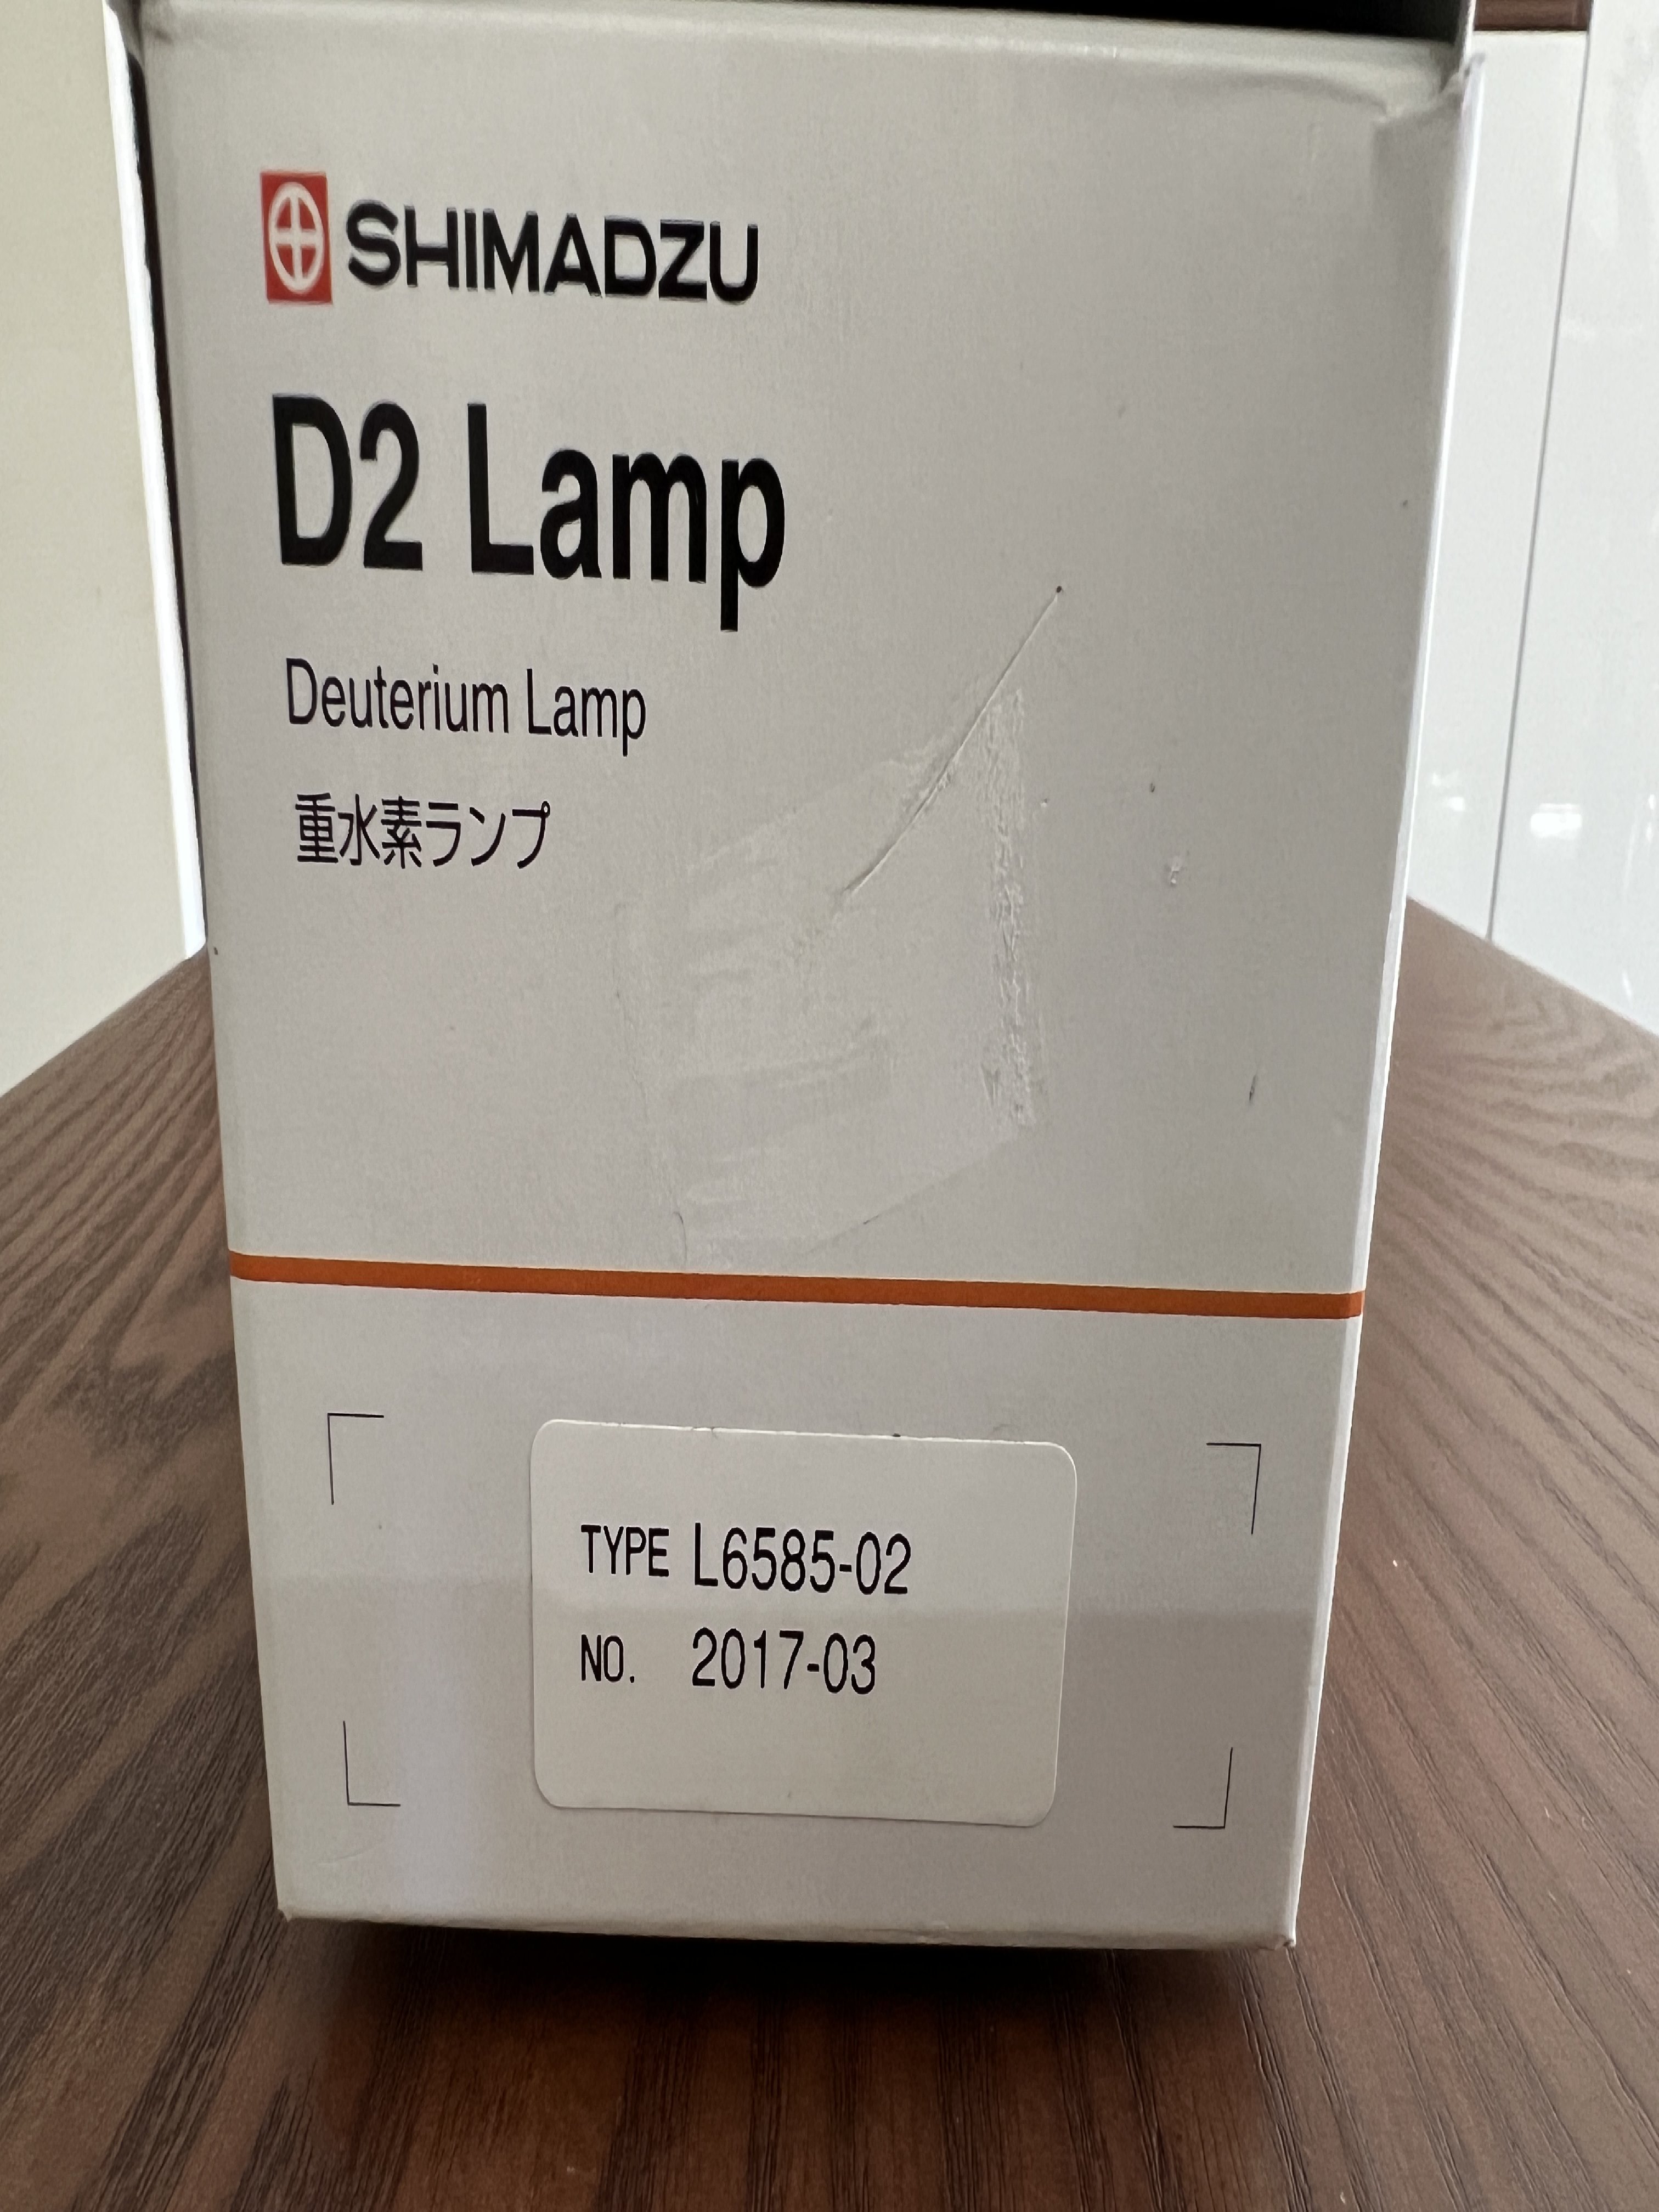 SHIMADZU
D2 Lamp
Deuterium Lamp
重水素ランプ
TYPE L6585-02
NO. 2017-03